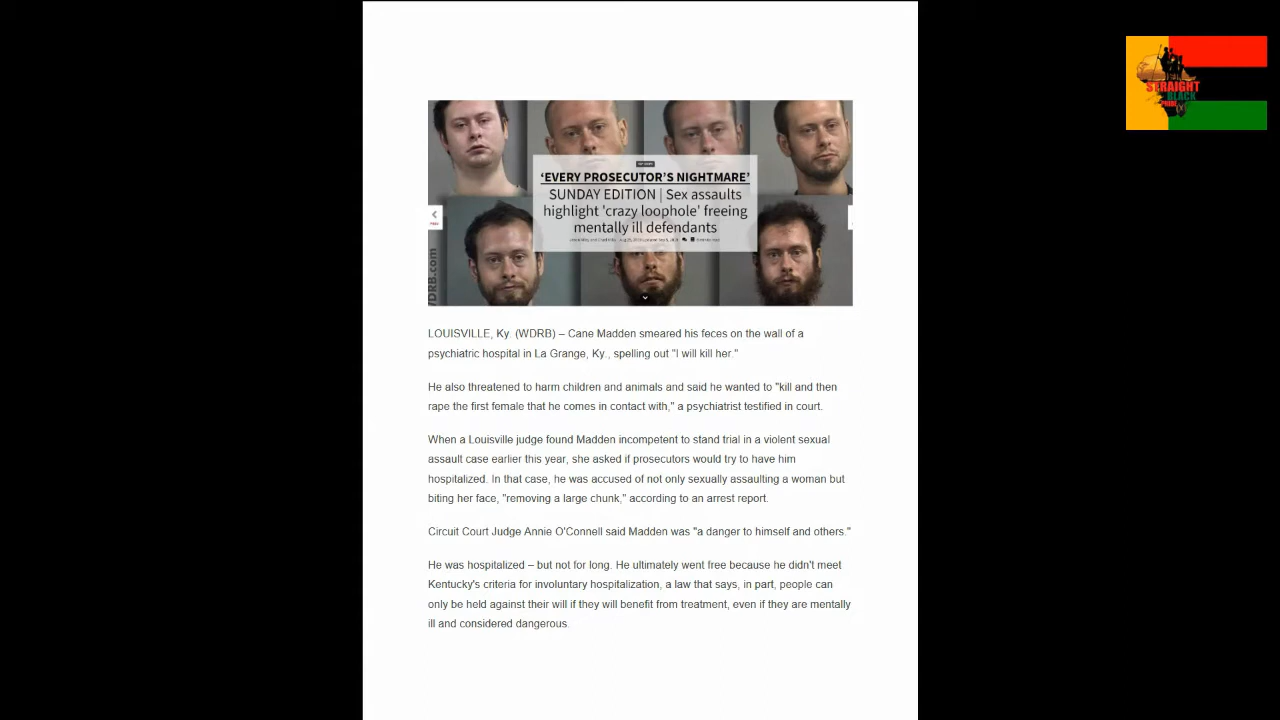 STRAIGHT
BLACK
PRIDE
'EVERY PROSECUTOR'S NIGHTMARE'
SUNDAY EDITION | Sex assaults
highlight 'crazy loophole' freeing
mentally ill defendants
WDRB.com
LOUISVILLE, Ky. (WDRB) – Cane Madden smeared his feces on the wall of a
psychiatric hospital in La Grange, Ky., spelling out "I will kill her."
He also threatened to harm children and animals and said he wanted to "kill and then
rape the first female that he comes in contact with," a psychiatrist testified in court.
When a Louisville judge found Madden incompetent to stand trial in a violent sexual
assault case earlier this year, she asked if prosecutors would try to have him
hospitalized. In that case, he was accused of not only sexually assaulting a woman but
biting her face, "removing a large chunk," according to an arrest report.
Circuit Court Judge Annie O'Connell said Madden was "a danger to himself and others."
He was hospitalized – but not for long. He ultimately went free because he didn't meet
Kentucky's criteria for involuntary hospitalization, a law that says, in part, people can
only be held against their will if they will benefit from treatment, even if they are mentally
ill and considered dangerous.